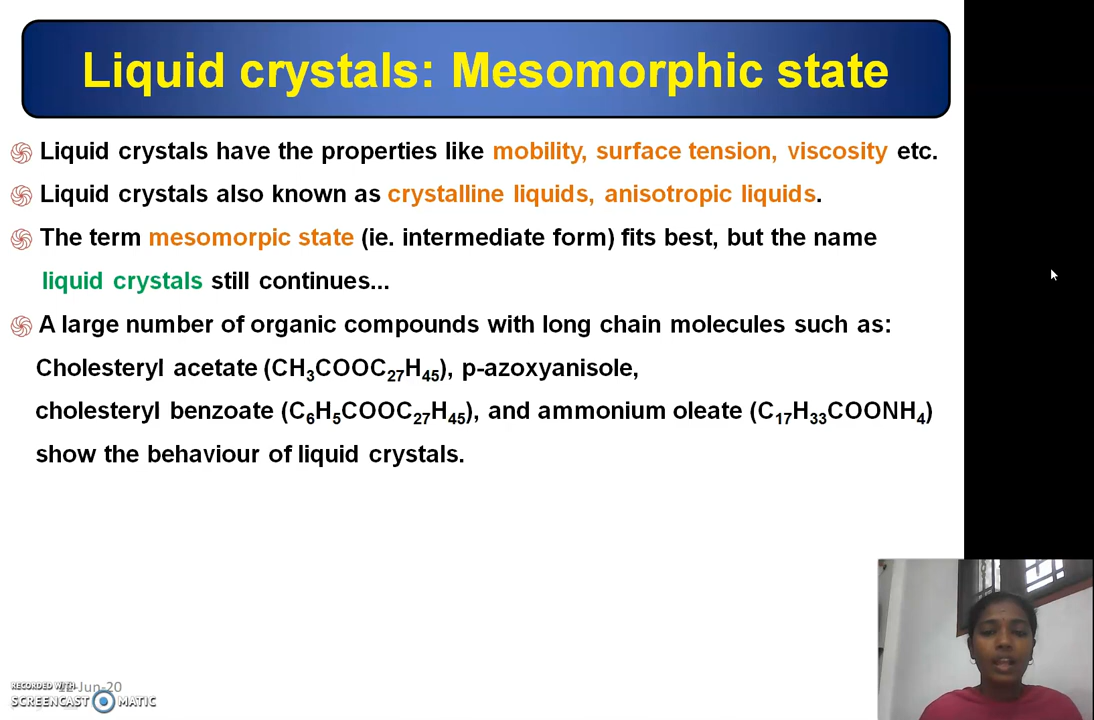 Liquid crystals: Mesomorphic state
Liquid crystals have the properties like mobility, surface tension, viscosity etc.
Liquid crystals also known as crystalline liquids, anisotropic liquids.
The term mesomorpic state (ie. intermediate form) fits best, but the name
liquid crystals still continues...
A large number of organic compounds with long chain molecules such as:
Cholesteryl acetate (CH₃COOC₂₇H₄₅), p-azoxyanisole,
cholesteryl benzoate (C₆H₅COOC₂₇H₄₅), and ammonium oleate (C₁₇H₃₃COONH₄)
show the behaviour of liquid crystals.
RECORDED WITH
-Jun-20
SCREENCAST MATIC